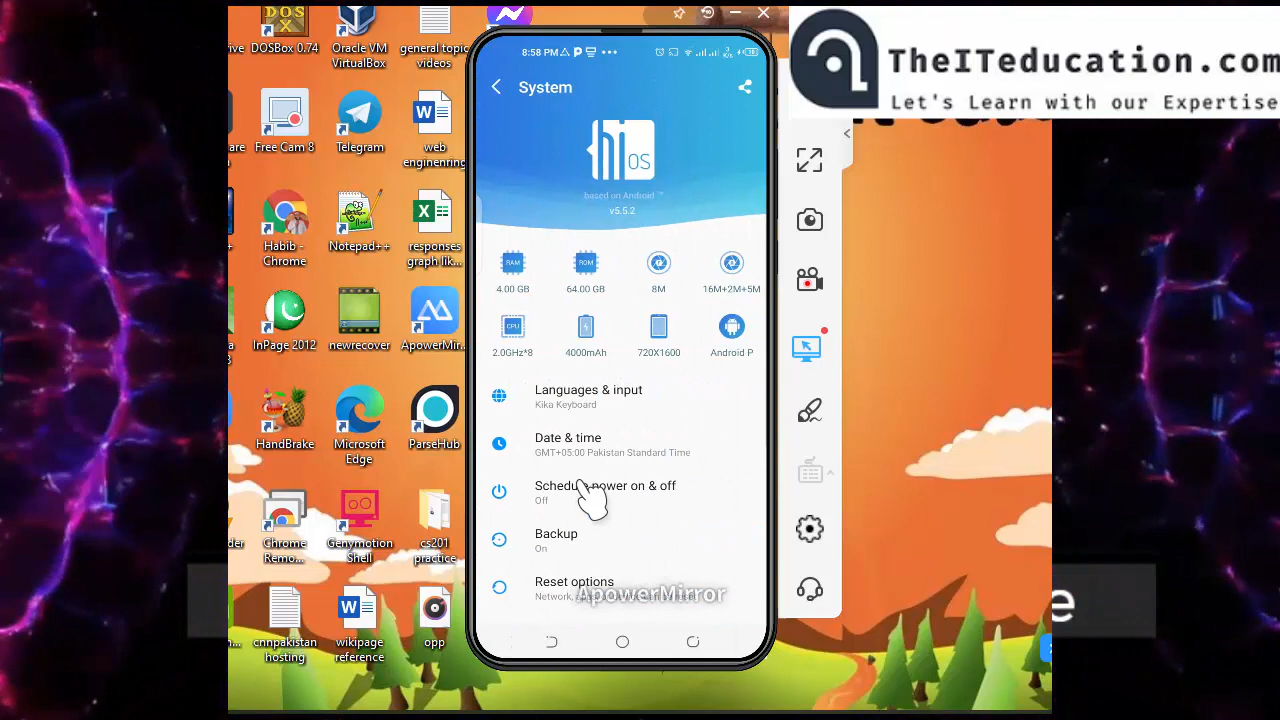 DOS
X
DOSBox 0.74
Oracle VM
VirtualBox
general topic
videos
Free Cam 8
Telegram
web
enginenring
Habib -
Chrome
Notepad++
responses
graph lik...
InPage 2012
newrecover
ApowerMir...
HandBrake
Microsoft
Edge
ParseHub
Chrome
Remo...
Genymotion
Shell
cs201
practice
cnnpakistan
hosting
wikipage
reference
opp
8:58 PM
System
hi OS
based on Android ™
v5.5.2
RAM
ROM
4.00 GB
64.00 GB
8M
16M+2M+5M
CPU
2.0GHz*8
4000mAh
720X1600
Android P
Languages & input
Kika Keyboard
Date & time
GMT+05:00 Pakistan Standard Time
Schedule power on & off
Off
Backup
On
Reset options
ApowerMirror
TheITeducation.com
Let's Learn with our Expertise